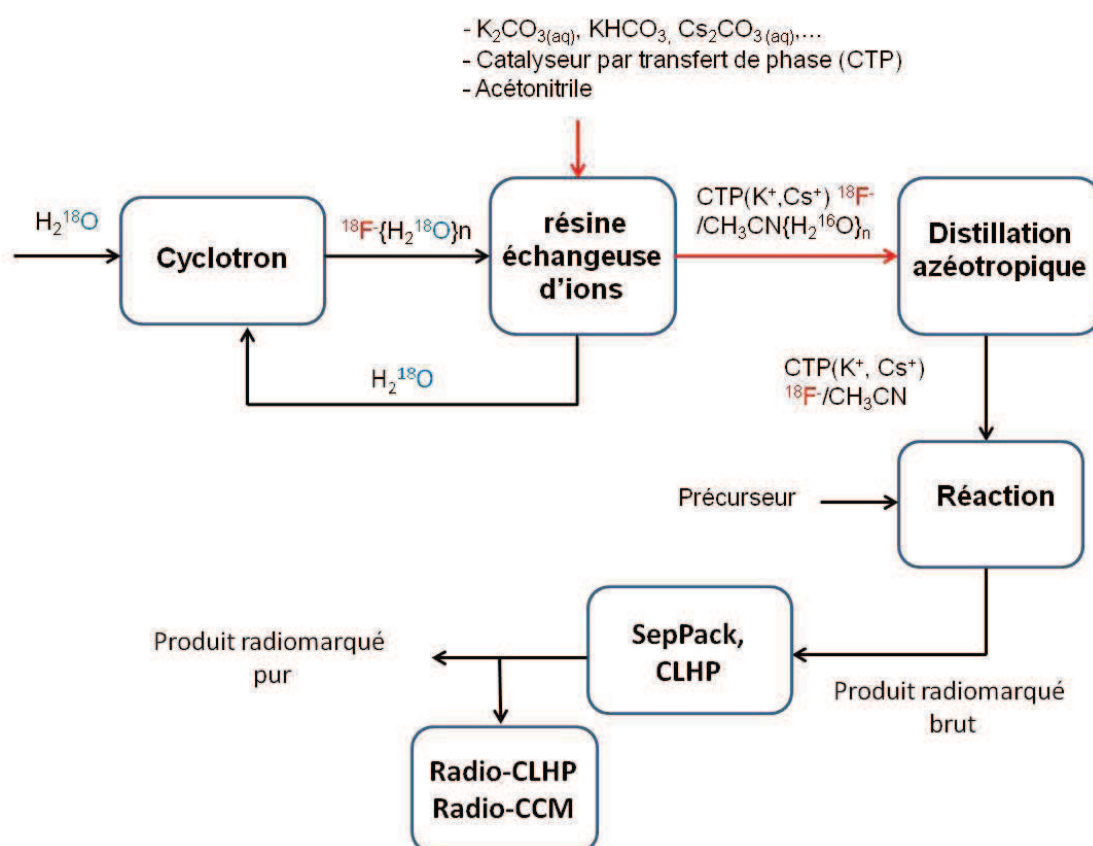 - K₂CO₃(aq), KHCO₃, Cs₂CO₃ (aq),...
- Catalyseur par transfert de phase (CTP)
- Acétonitrile
H₂¹⁸O
Cyclotron
¹⁸F⁻{H₂¹⁸O}n
résine
échangeuse
d'ions
CTP(K⁺,Cs⁺) ¹⁸F⁻
/CH₃CN{H₂¹⁶O}ₙ
Distillation
azéotropique
H₂¹⁸O
CTP(K⁺, Cs⁺)
¹⁸F⁻/CH₃CN
Précurseur
Réaction
SepPack,
CLHP
Produit radiomarqué
pur
Produit radiomarqué
brut
Radio-CLHP
Radio-CCM